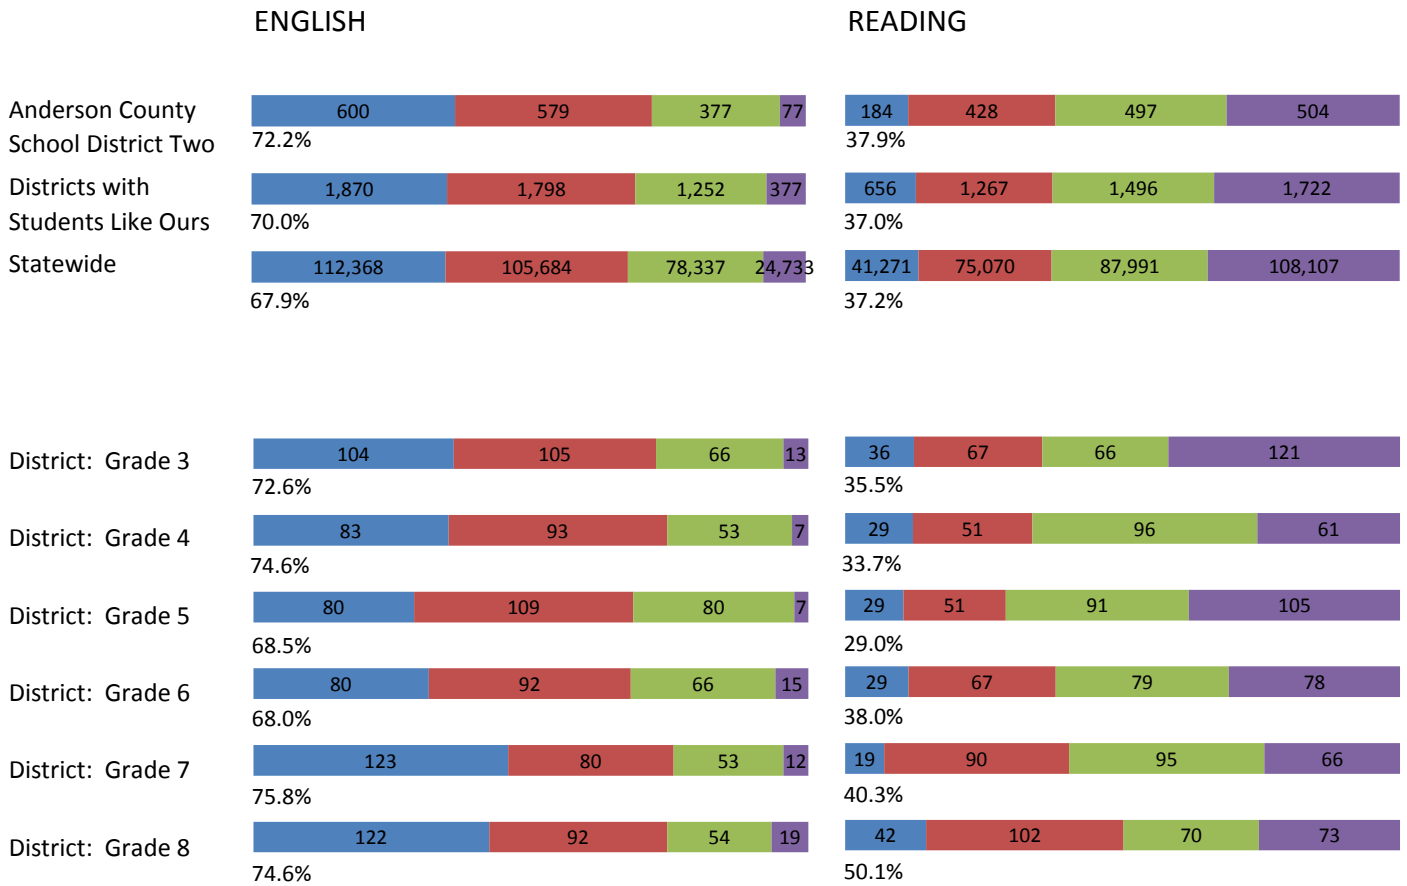 ENGLISH READING
Anderson County 600 579 377 77 184 428 497 504
School District Two 72.2% 37.9%
Districts with 1,870 1,798 1,252 377 656 1,267 1,496 1,722
Students Like Ours 70.0% 37.0%
Statewide 112,368 105,684 78,337 24,733 41,271 75,070 87,991 108,107
67.9% 37.2%
District: Grade 3 104 105 66 13 36 67 66 121
72.6% 35.5%
District: Grade 4 83 93 53 7 29 51 96 61
74.6% 33.7%
District: Grade 5 80 109 80 7 29 51 91 105
68.5% 29.0%
District: Grade 6 80 92 66 15 29 67 79 78
68.0% 38.0%
District: Grade 7 123 80 53 12 19 90 95 66
75.8% 40.3%
District: Grade 8 122 92 54 19 42 102 70 73
74.6% 50.1%